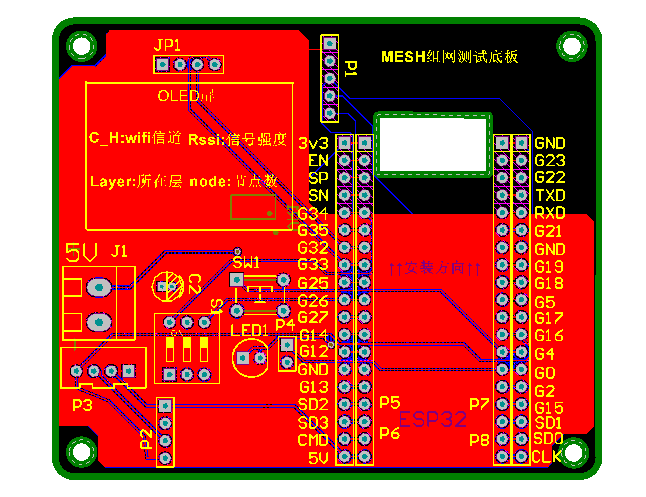 JP1
MESH组网测试底板
P1
OLED屏
C_H:wifi信道 Rssi:信号强度
Layer:所在层 node:节点数
3v3
EN
SP
SN
G34
G35
G32
G33
G25
G26
G27
G14
G12
GND
G13
SD2
SD3
CMD
5V
GND
G23
G22
TXD
RXD
G21
GND
G19
G18
G5
G17
G16
G4
G0
G2
G15
SD1
SD0
CLK
↑↑安装方向↑↑
5V
J1
C2
SW1
S1
LED1
P4
P3
P2
P5
P6
P7
P8
ESP32